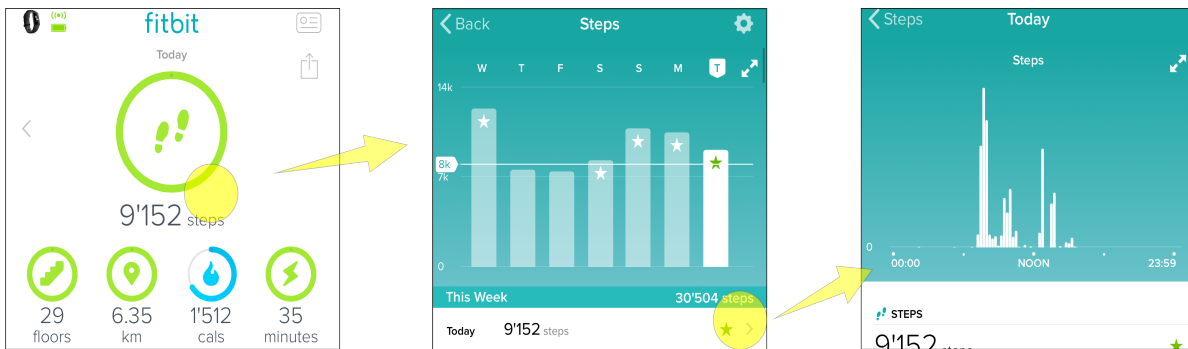 fitbit
Today
9'152 steps
29
floors
6.35
km
1'512
cals
35
minutes
Back
Steps
W T F S S M T
14k
8k
7k
0
This Week 30'504 steps
Today 9'152 steps
Steps
Today
Steps
0
00:00 NOON 23:59
STEPS
9'152 steps